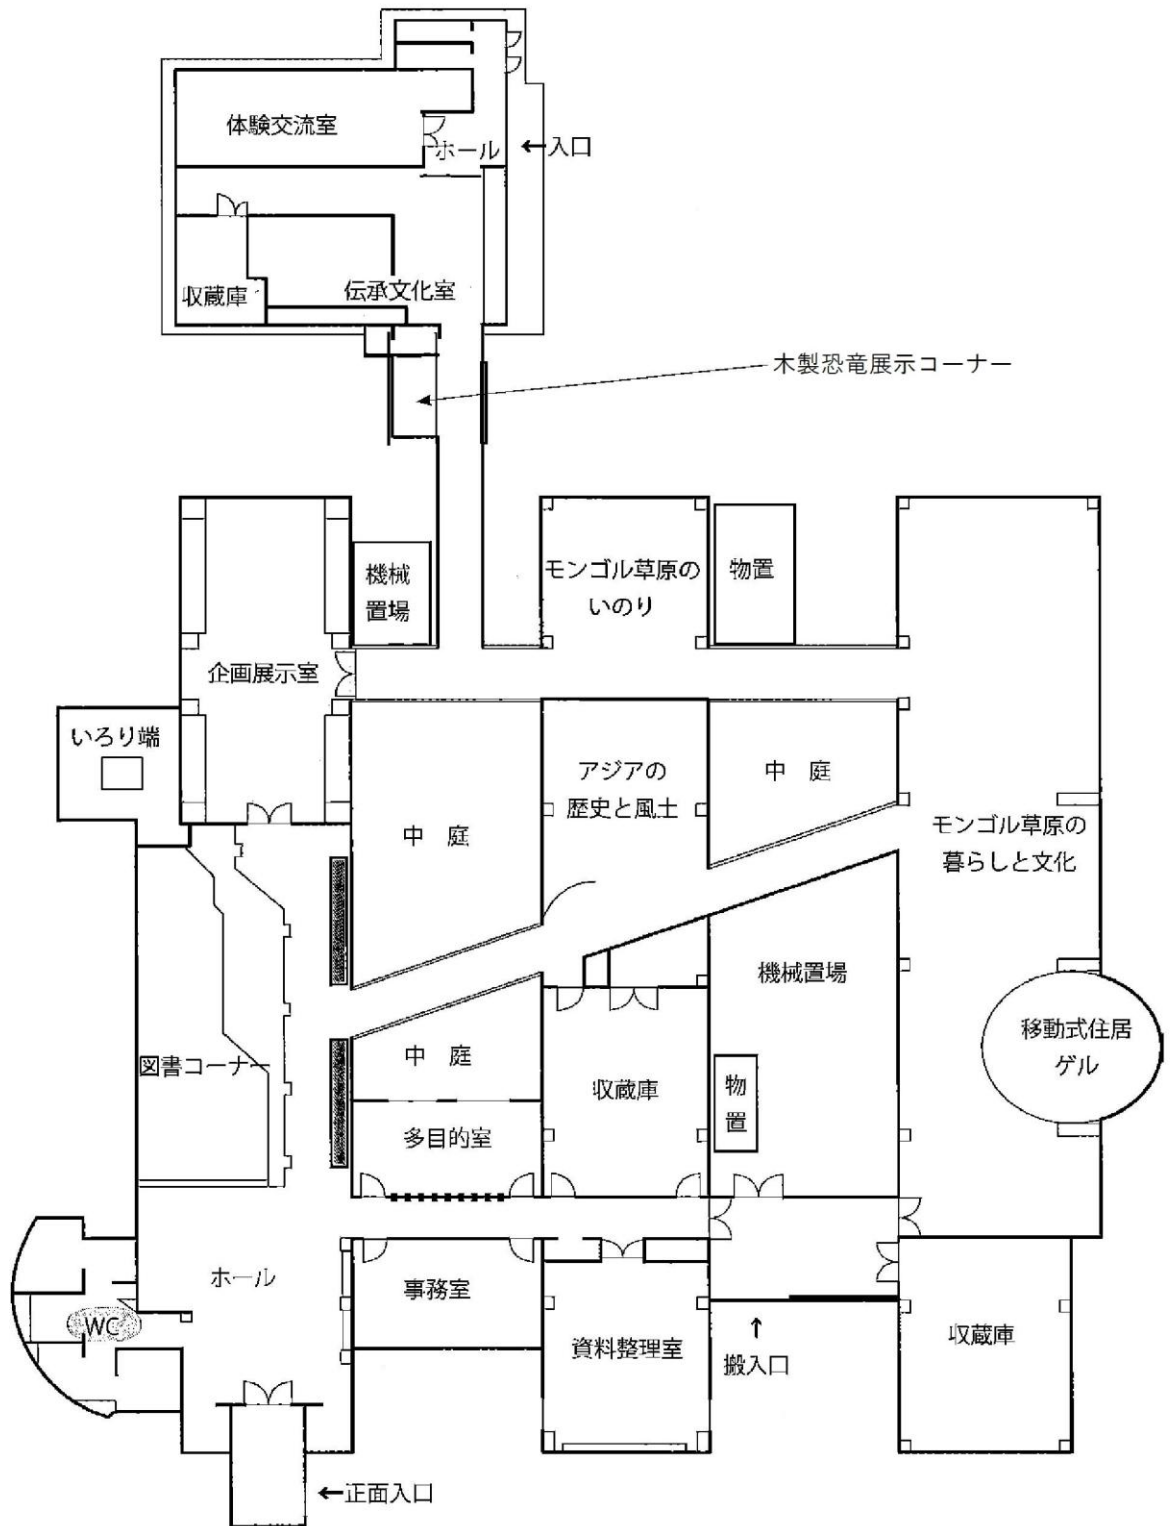 体験交流室
ホール
←入口
収蔵庫
伝承文化室
木製恐竜展示コーナー
機械
置場
モンゴル草原の
いのり
物置
企画展示室
いろり端
中 庭
アジアの
歴史と風土
中 庭
モンゴル草原の
暮らしと文化
機械置場
移動式住居
ゲル
図書コーナー
中 庭
収蔵庫
物
置
多目的室
ホール
事務室
WC
資料整理室
↑
搬入口
収蔵庫
←正面入口